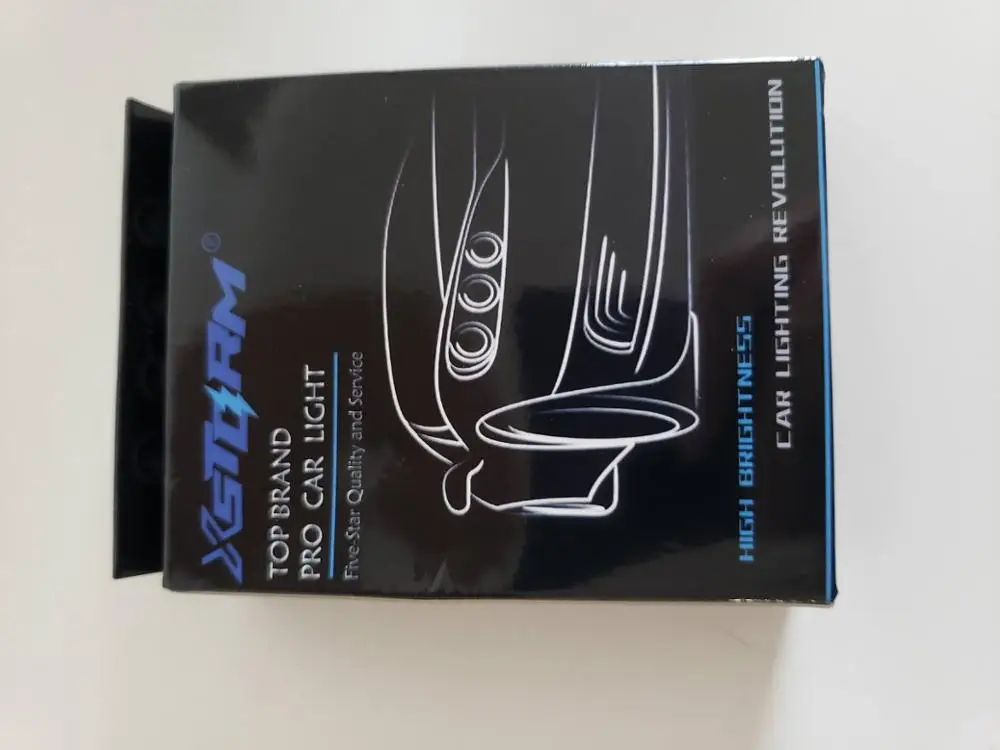 XSTORM®
TOP BRAND
PRO CAR LIGHT
Five-Star Quality and Service
HIGH BRIGHTNESS
CAR LIGHTING REVOLUTION